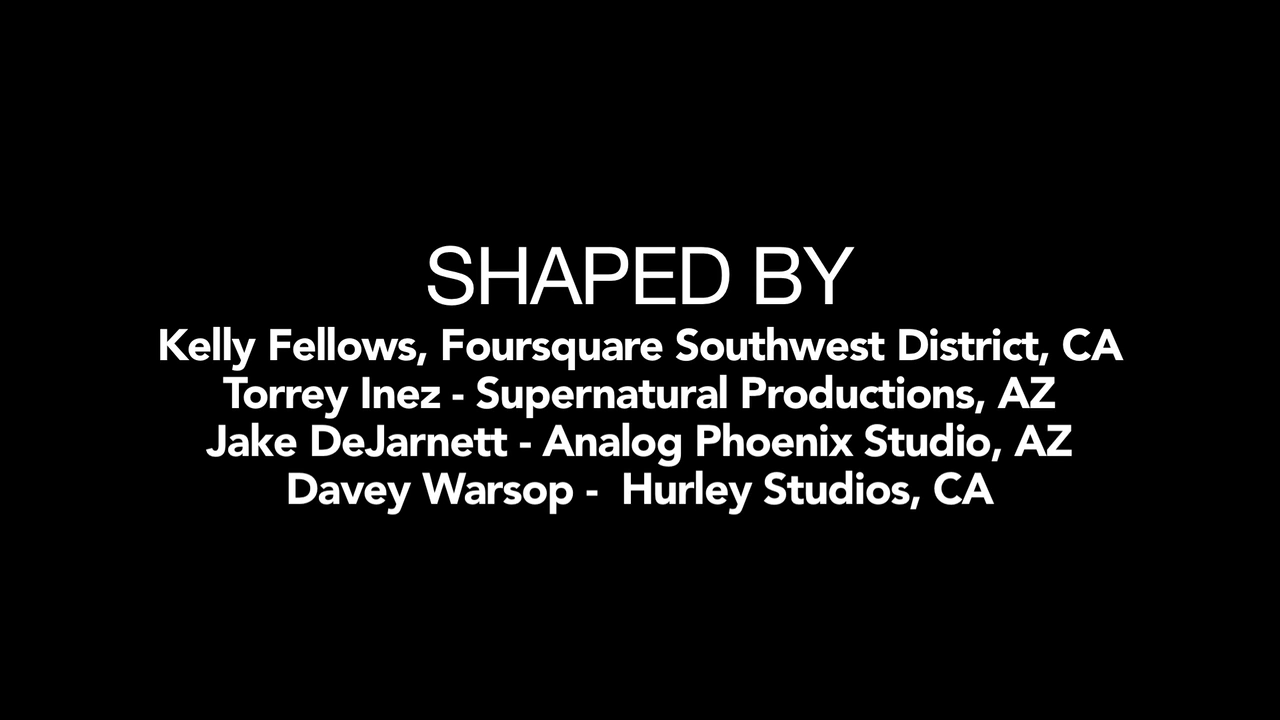 SHAPED BY
Kelly Fellows, Foursquare Southwest District, CA
Torrey Inez - Supernatural Productions, AZ
Jake DeJarnett - Analog Phoenix Studio, AZ
Davey Warsop -  Hurley Studios, CA